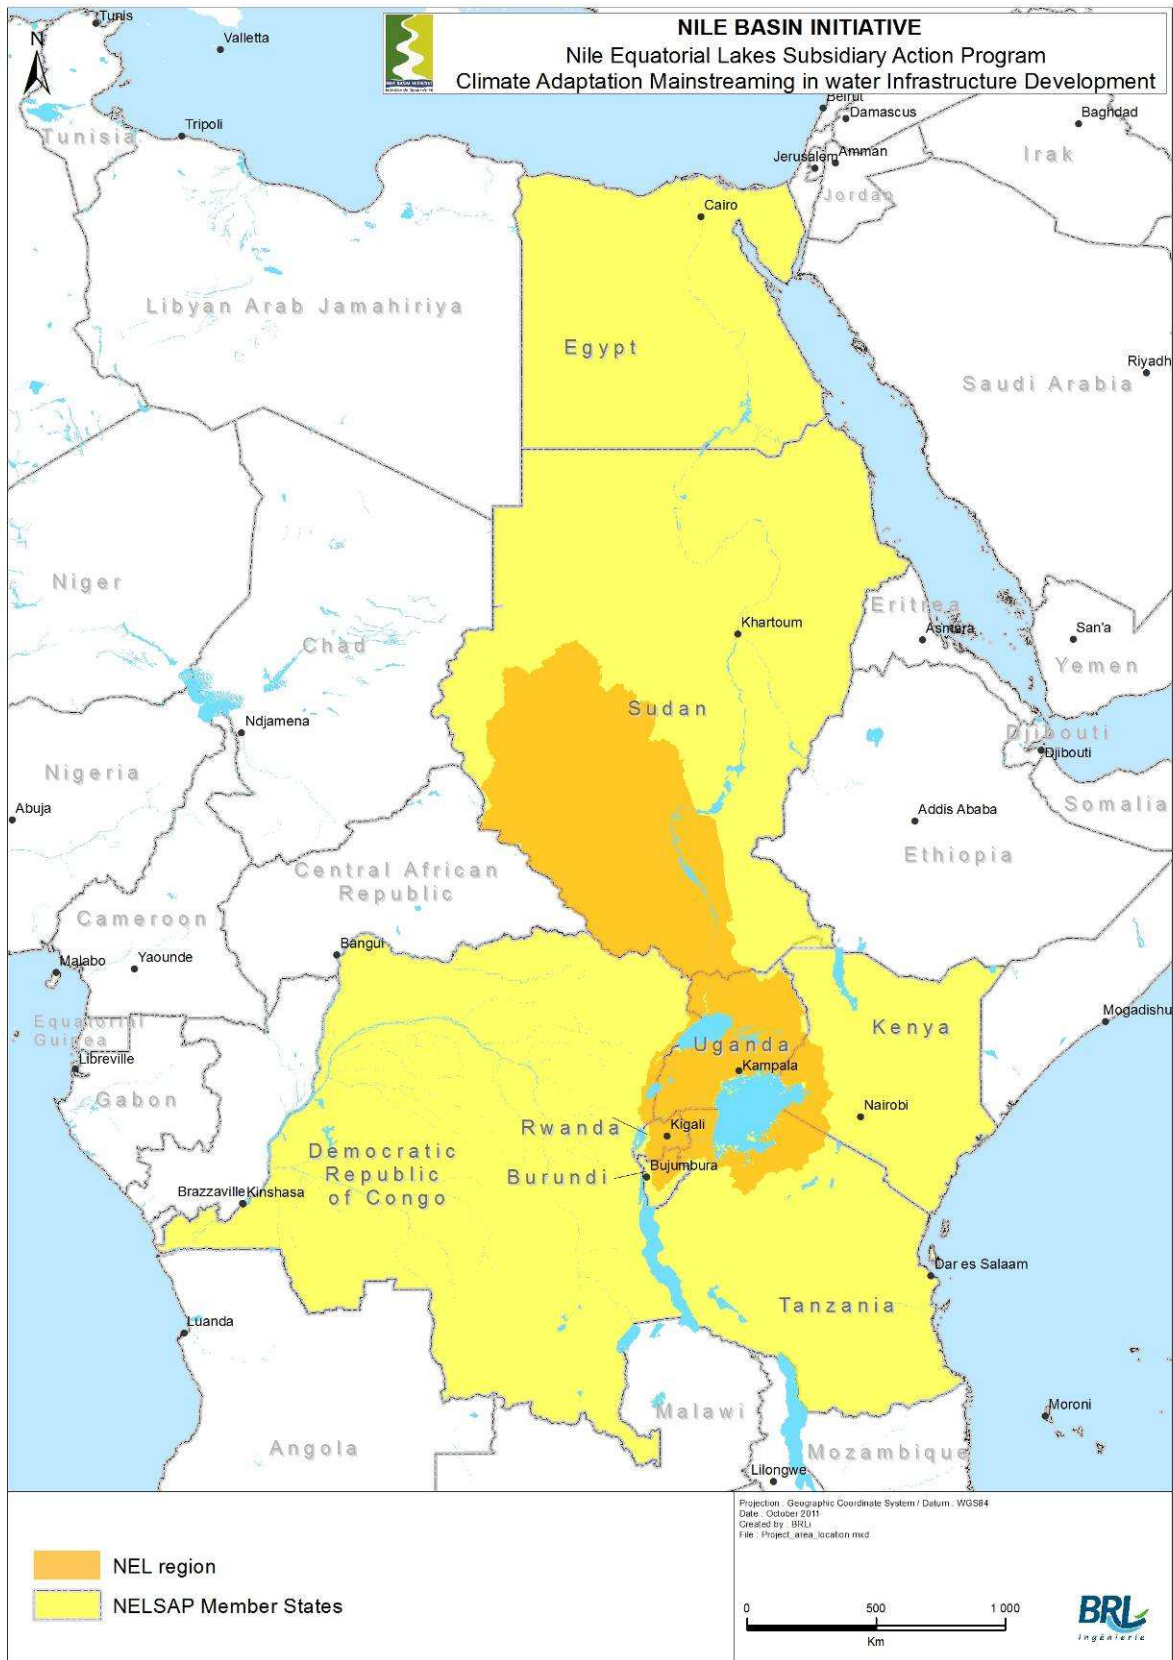 NILE BASIN INITIATIVE
Nile Equatorial Lakes Subsidiary Action Program
Climate Adaptation Mainstreaming in water Infrastructure Development
NILE BASIN INITIATIVE
N
Tunis
Valletta
Tripoli
Tunisia
Beirut
Damascus
Baghdad
Jerusalem
Amman
Irak
Jordan
Cairo
Libyan Arab Jamahiriya
Egypt
Riyadh
Saudi Arabia
Niger
Chad
Khartoum
Eritrea
Asmara
San'a
Yemen
Sudan
Ndjamena
Djibouti
Djibouti
Nigeria
Abuja
Addis Ababa
Somalia
Ethiopia
Central African
Republic
Cameroon
Bangui
Yaounde
Malabo
Equatorial
Guinea
Libreville
Gabon
Mogadishu
Kenya
Uganda
Kampala
Nairobi
Rwanda
Kigali
Democratic
Republic
of Congo
Burundi
Bujumbura
Brazzaville
Kinshasa
Dar es Salaam
Tanzania
Luanda
Angola
Malawi
Moroni
Mozambique
Lilongwe
NEL region
NELSAP Member States
Projection : Geographic Coordinate System / Datum : WGS84
Date : October 2011
Created by : BRLi
File : Project_area_location.mxd
0 500 1 000
Km
BRL
Ingénierie